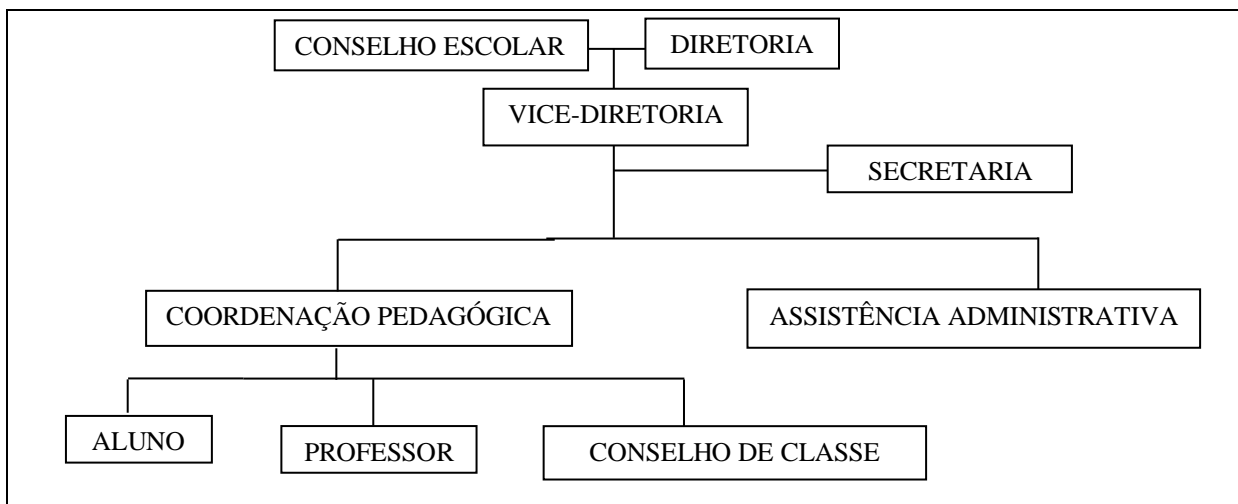 CONSELHO ESCOLAR
DIRETORIA
VICE-DIRETORIA
SECRETARIA
COORDENAÇÃO PEDAGÓGICA
ASSISTÊNCIA ADMINISTRATIVA
ALUNO
PROFESSOR
CONSELHO DE CLASSE